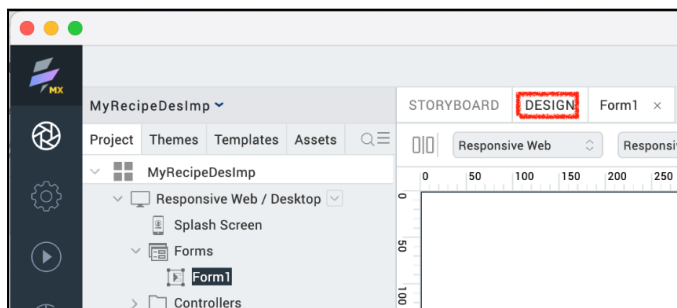 MX
MyRecipeDesImp
STORYBOARD DESIGN Form1 ×
Project Themes Templates Assets
Responsive Web Responsi
MyRecipeDesImp
0 50 100 150 200 250
Responsive Web / Desktop
0
Splash Screen
Forms
50
Form1
Controllers
100